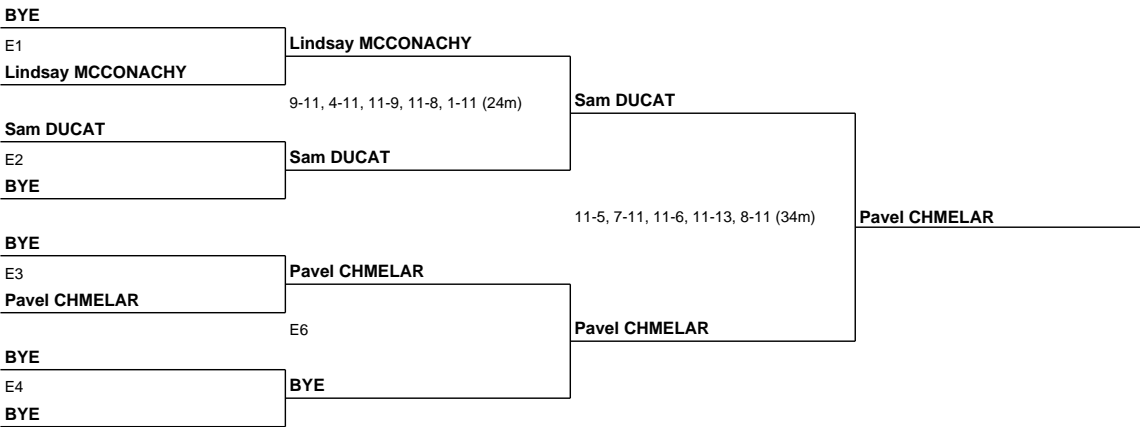 BYE
E1
Lindsay MCCONACHY
Lindsay MCCONACHY
9-11, 4-11, 11-9, 11-8, 1-11 (24m)
Sam DUCAT
Sam DUCAT
E2
Sam DUCAT
BYE
11-5, 7-11, 11-6, 11-13, 8-11 (34m)
Pavel CHMELAR
BYE
E3
Pavel CHMELAR
Pavel CHMELAR
E6
Pavel CHMELAR
BYE
E4
BYE
BYE